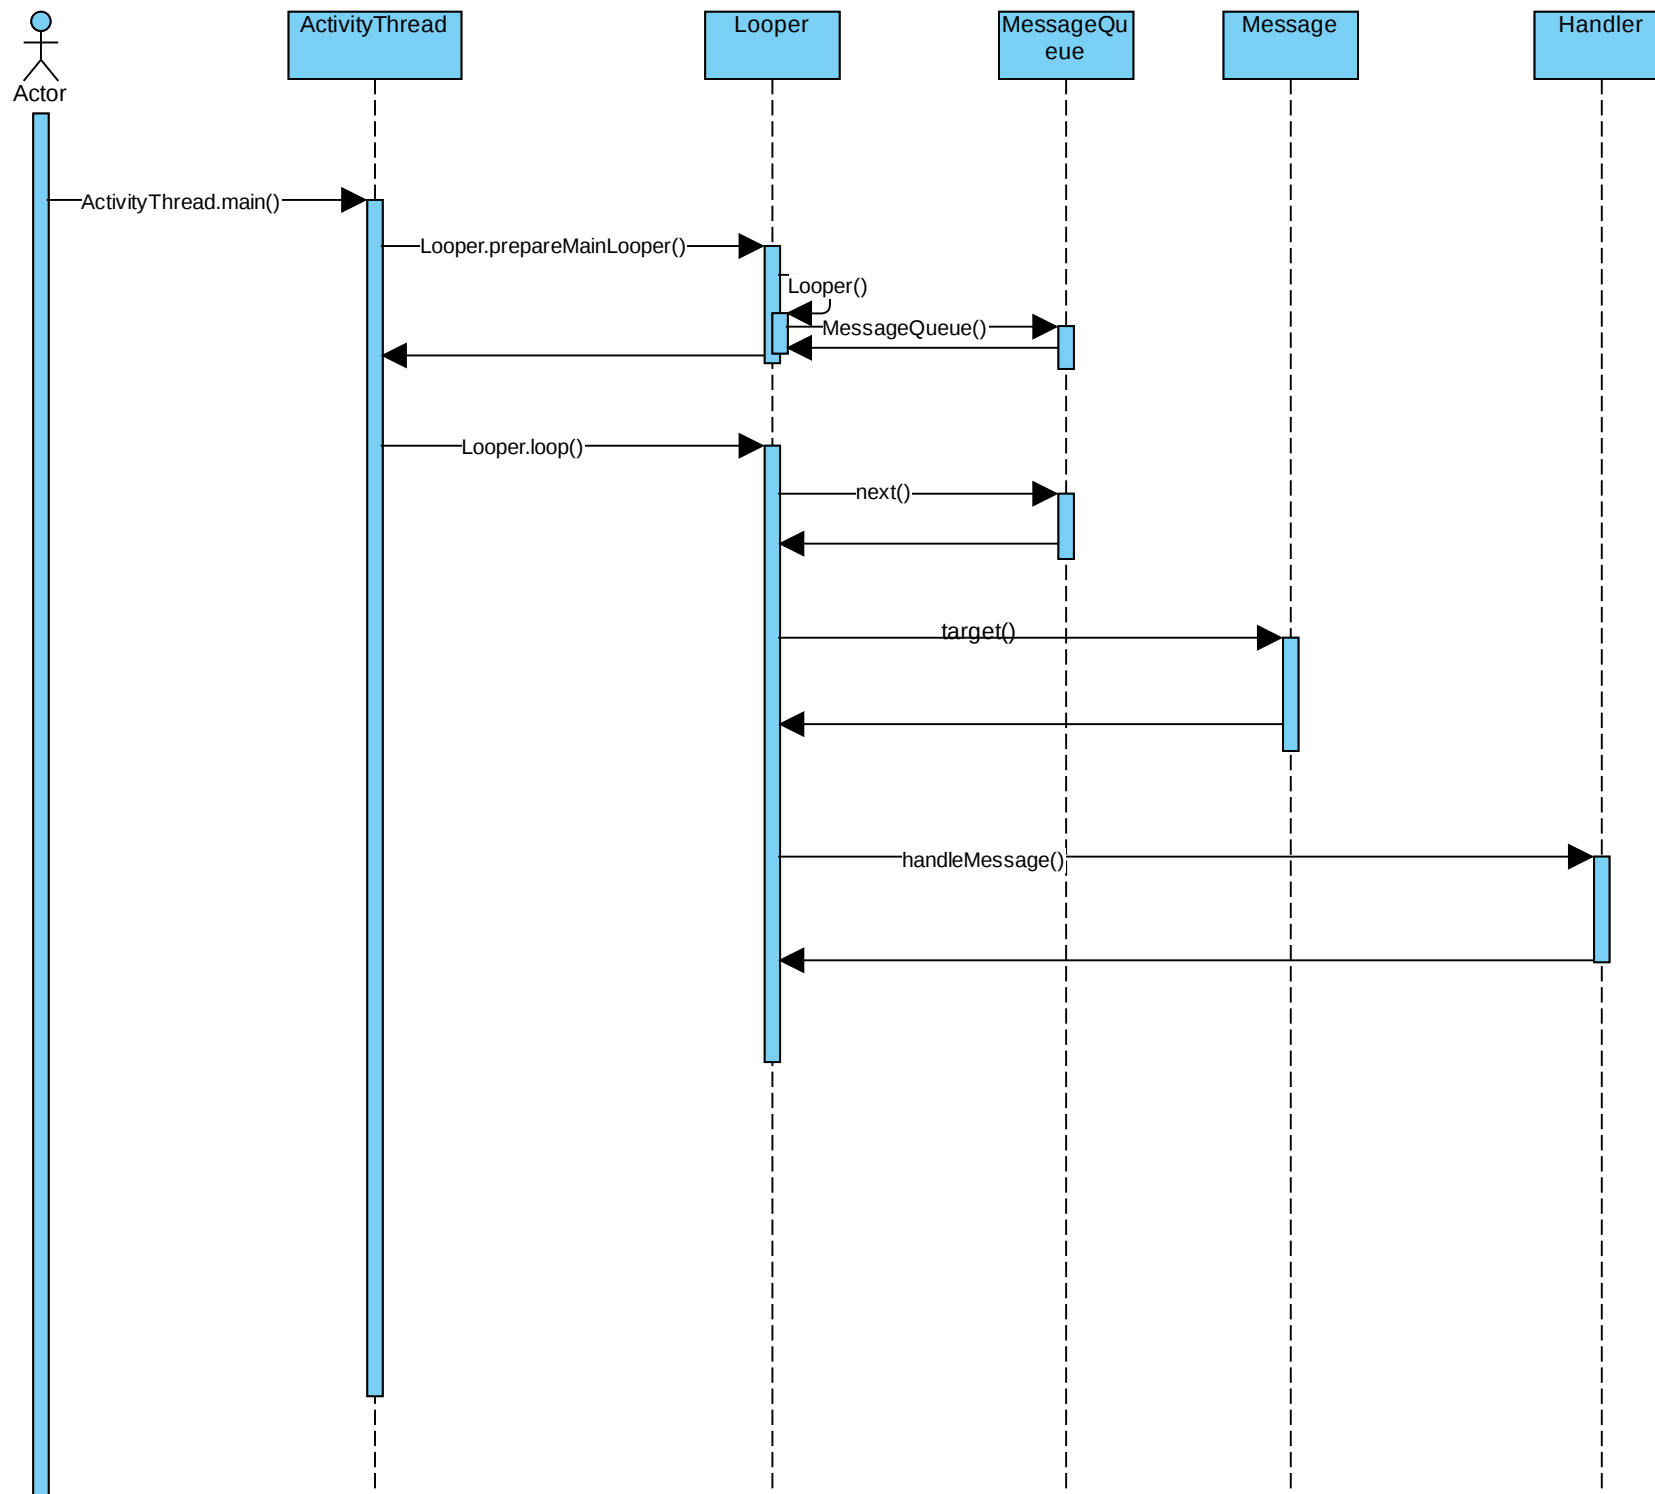 Actor
ActivityThread
Looper
MessageQu
eue
Message
Handler
ActivityThread.main()
Looper.prepareMainLooper()
Looper()
MessageQueue()
Looper.loop()
next()
target()
handleMessage()